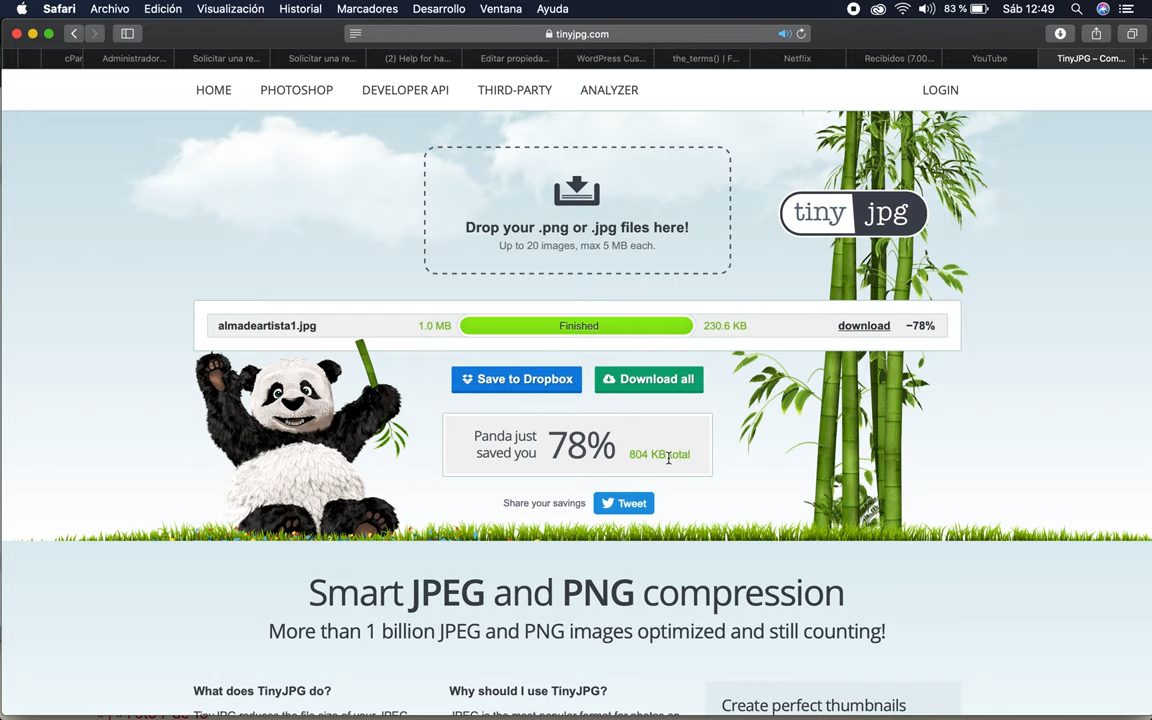 Safari Archivo Edición Visualización Historial Marcadores Desarrollo Ventana Ayuda 83 % Sáb 12:49
tinyjpg.com
cPar Administrador... Solicitar una re... Solicitar una re... (2) Help for ha... Editar propieda... WordPress Cus... the_terms() | F... Netflix Recibidos (7.00... YouTube TinyJPG – Com...
HOME PHOTOSHOP DEVELOPER API THIRD-PARTY ANALYZER LOGIN
Drop your .png or .jpg files here!
Up to 20 images, max 5 MB each.
tiny jpg
almadeartista1.jpg 1.0 MB Finished 230.6 KB download −78%
Save to Dropbox Download all
Panda just
saved you 78% 804 KB total
Share your savings Tweet
Smart JPEG and PNG compression
More than 1 billion JPEG and PNG images optimized and still counting!
What does TinyJPG do? Why should I use TinyJPG?
Create perfect thumbnails